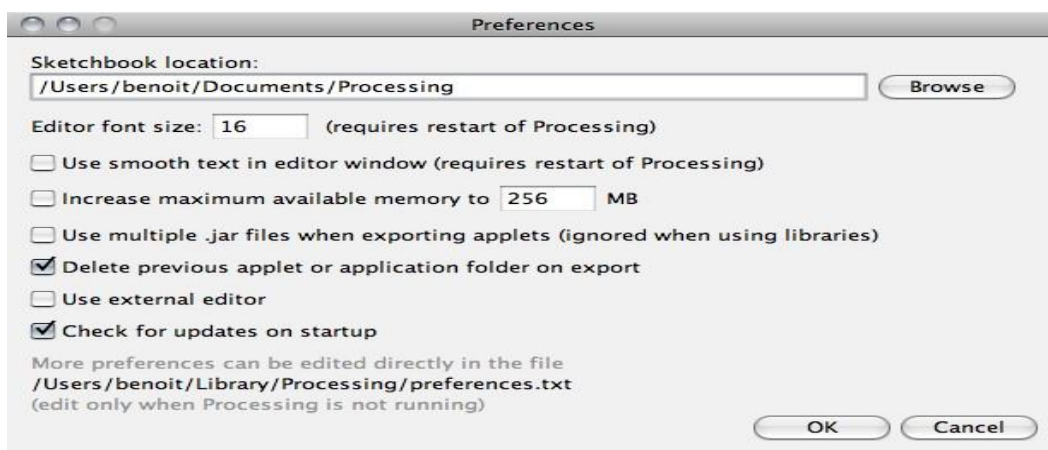 Preferences
Sketchbook location:
/Users/benoit/Documents/Processing Browse
Editor font size: 16 (requires restart of Processing)
Use smooth text in editor window (requires restart of Processing)
Increase maximum available memory to 256 MB
Use multiple .jar files when exporting applets (ignored when using libraries)
Delete previous applet or application folder on export
Use external editor
Check for updates on startup
More preferences can be edited directly in the file
/Users/benoit/Library/Processing/preferences.txt
(edit only when Processing is not running)
OK Cancel